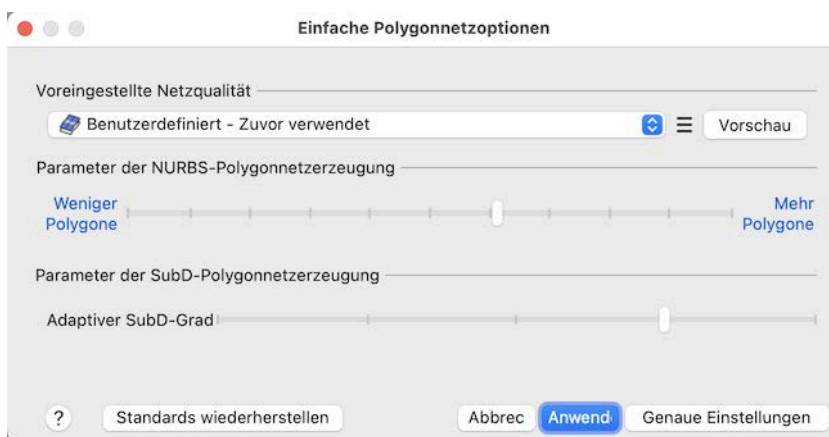 Einfache Polygonnetzoptionen
Voreingestellte Netzqualität
Benutzerdefiniert - Zuvor verwendet
Vorschau
Parameter der NURBS-Polygonnetzerzeugung
Weniger
Polygone
Mehr
Polygone
Parameter der SubD-Polygonnetzerzeugung
Adaptiver SubD-Grad
? Standards wiederherstellen Abbrec Anwend Genaue Einstellungen